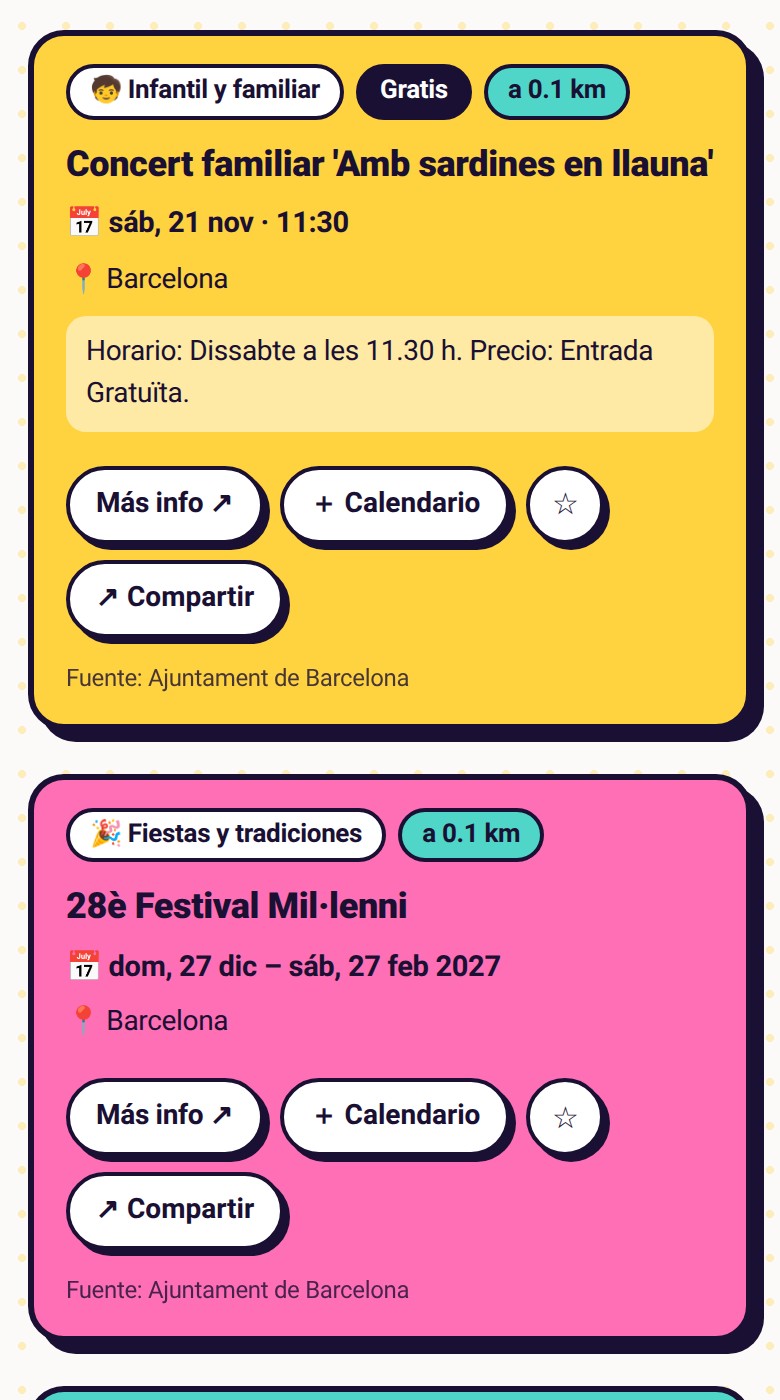 🧒 Infantil y familiar Gratis a 0.1 km
Concert familiar 'Amb sardines en llauna'
📅 sáb, 21 nov · 11:30
📍 Barcelona
Horario: Dissabte a les 11.30 h. Precio: Entrada
Gratuïta.
Más info ↗ + Calendario ☆
↗ Compartir
Fuente: Ajuntament de Barcelona
🎉 Fiestas y tradiciones a 0.1 km
28è Festival Mil·lenni
📅 dom, 27 dic – sáb, 27 feb 2027
📍 Barcelona
Más info ↗ + Calendario ☆
↗ Compartir
Fuente: Ajuntament de Barcelona